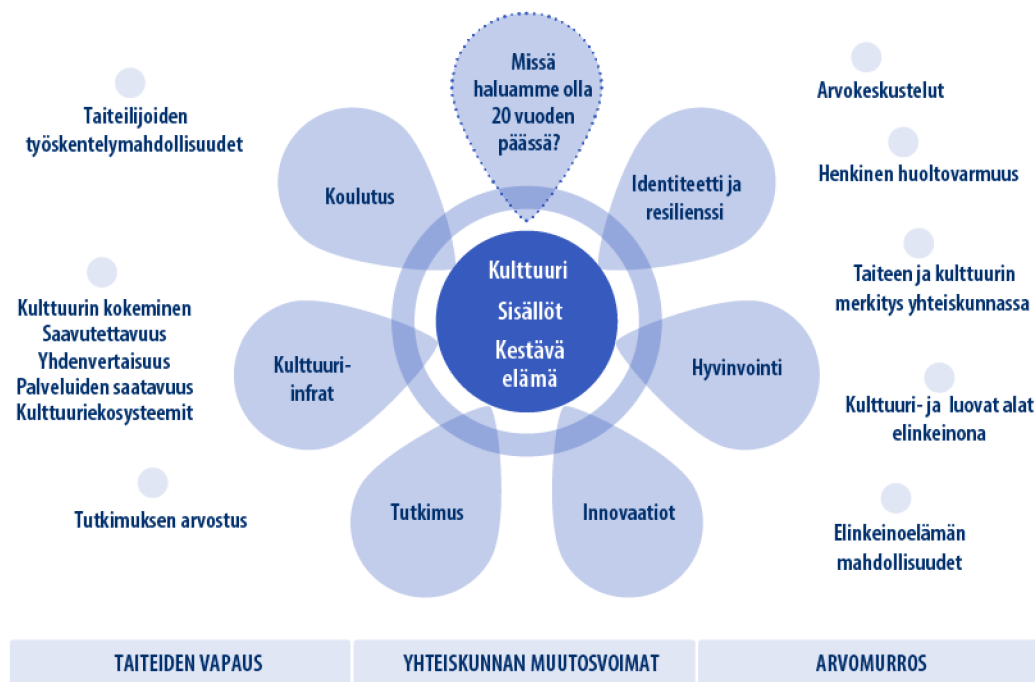 Missä
haluamme olla
20 vuoden
päässä?
Taiteilijoiden
työskentelymahdollisuudet
Kulttuurin kokeminen
Saavutettavuus
Yhdenvertaisuus
Palveluiden saatavuus
Kulttuuriekosysteemit
Tutkimuksen arvostus
Koulutus
Kulttuuri-
infrat
Tutkimus
Kulttuuri
Sisällöt
Kestävä
elämä
Identiteetti ja
resilienssi
Hyvinvointi
Innovaatiot
Arvokeskustelut
Henkinen huoltovarmuus
Taiteen ja kulttuurin
merkitys yhteiskunnassa
Kulttuuri- ja luovat alat
elinkeinona
Elinkeinoelämän
mahdollisuudet
TAITEIDEN VAPAUS
YHTEISKUNNAN MUUTOSVOIMAT
ARVOMURROS